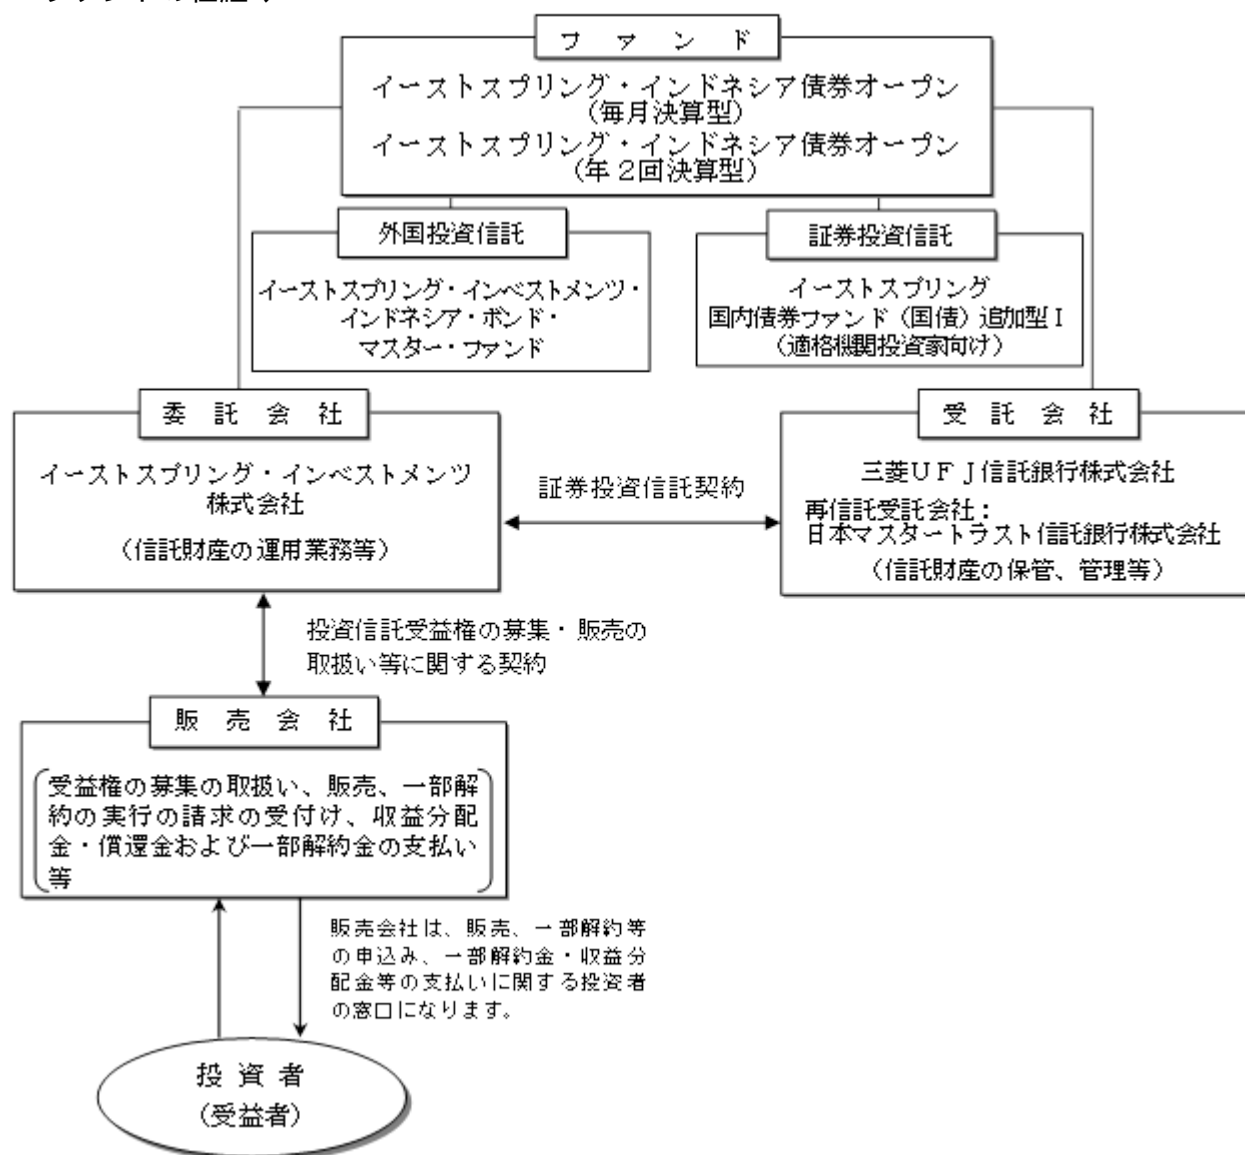 ファンド
イーストスプリング・インドネシア債券オープン
（毎月決算型）
イーストスプリング・インドネシア債券オープン
（年２回決算型）
外国投資信託
イーストスプリング・インベストメンツ・
インドネシア・ボンド・
マスター・ファンド
証券投資信託
イーストスプリング
国内債券ファンド（国債）追加型Ⅰ
（適格機関投資家向け）
委託会社
イーストスプリング・インベストメンツ
株式会社
（信託財産の運用業務等）
証券投資信託契約
受託会社
三菱ＵＦＪ信託銀行株式会社
再信託受託会社：
日本マスタートラスト信託銀行株式会社
（信託財産の保管、管理等）
投資信託受益権の募集・販売の
取扱い等に関する契約
販売会社
受益権の募集の取扱い、販売、一部解
約の実行の請求の受付け、収益分配
金・償還金および一部解約金の支払い
等
販売会社は、販売、一部解約等
の申込み、一部解約金・収益分
配金等の支払いに関する投資者
の窓口になります。
投資者
（受益者）